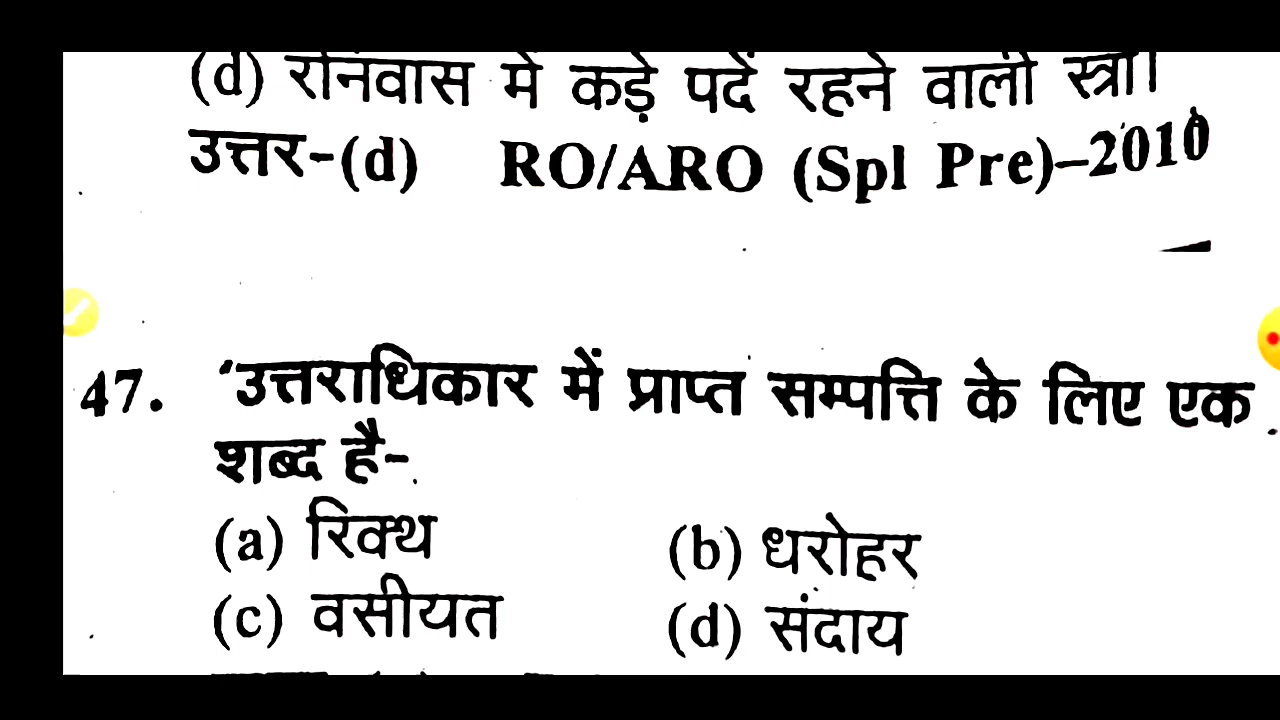 (d) रनिवास में कड़े पर्दे रहने वाली स्त्री।
उत्तर-(d) RO/ARO (Spl Pre)–2010
47. 'उत्तराधिकार में प्राप्त सम्पत्ति के लिए एक
शब्द है-
(a) रिक्थ (b) धरोहर
(c) वसीयत (d) संदाय